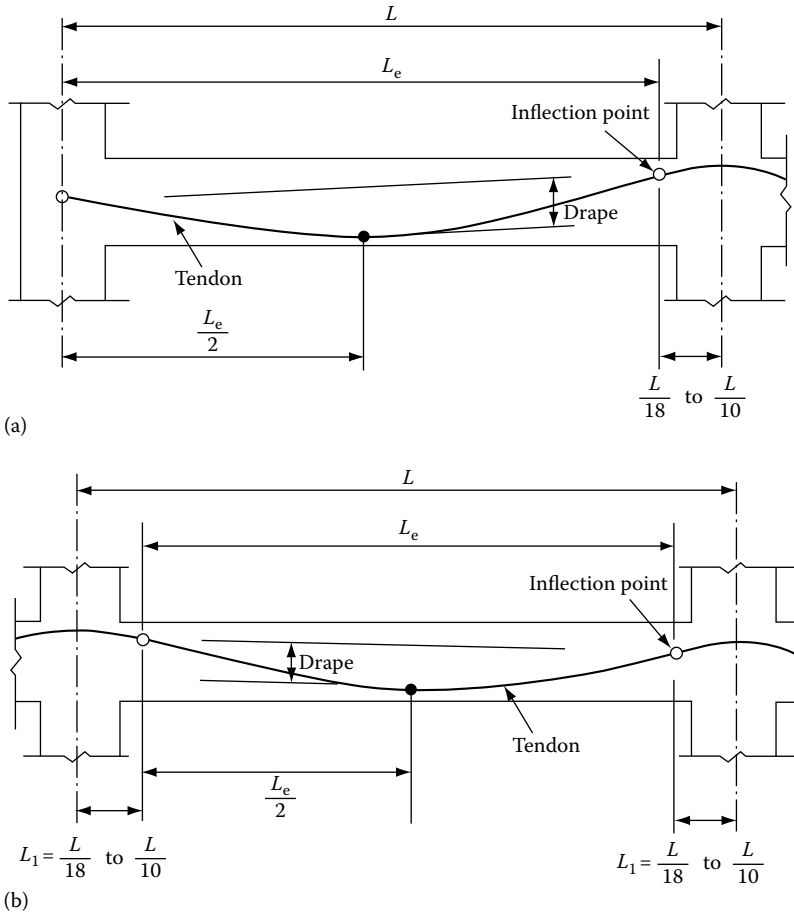 L
Le
Inflection point
Drape
Tendon
Le/2
L/18 to L/10
(a)
L
Le
Inflection point
Drape
Tendon
Le/2
L1 = L/18 to L/10
L1 = L/18 to L/10
(b)